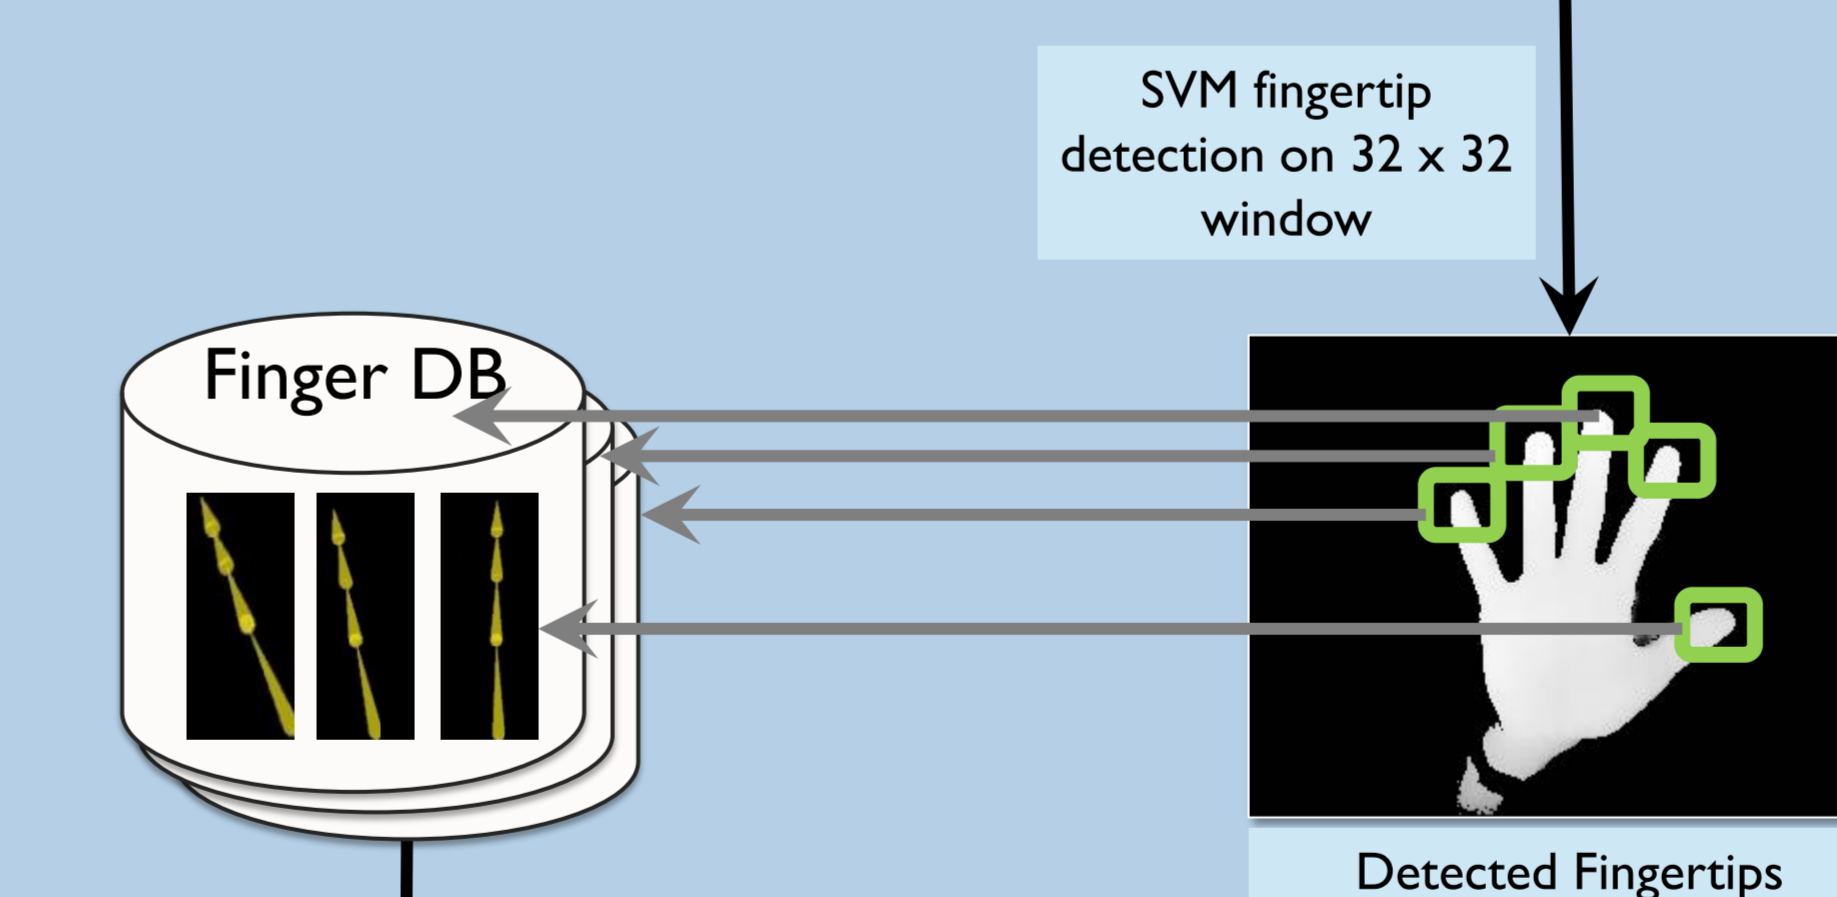 SVM fingertip
detection on 32 x 32
window
Finger DB
Detected Fingertips